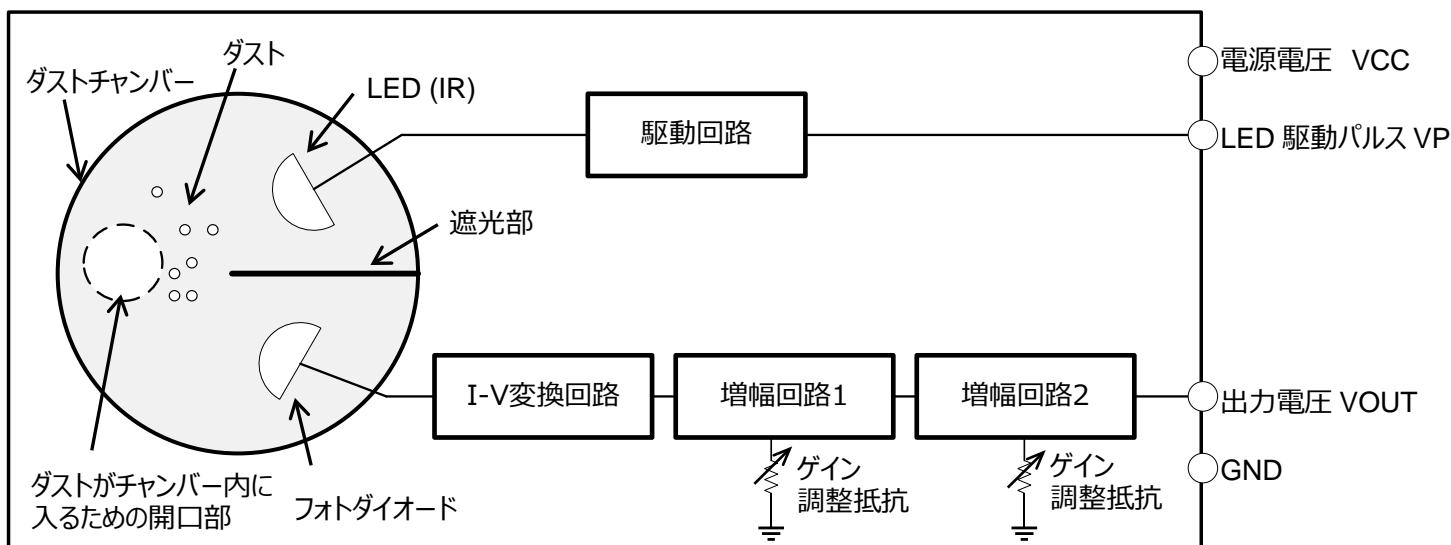 ダスト
ダストチャンバー
LED (IR)
電源電圧 VCC
駆動回路
LED 駆動パルス VP
遮光部
I-V変換回路
増幅回路1
増幅回路2
出力電圧 VOUT
ゲイン
調整抵抗
ゲイン
調整抵抗
GND
ダストがチャンバー内に
入るための開口部
フォトダイオード